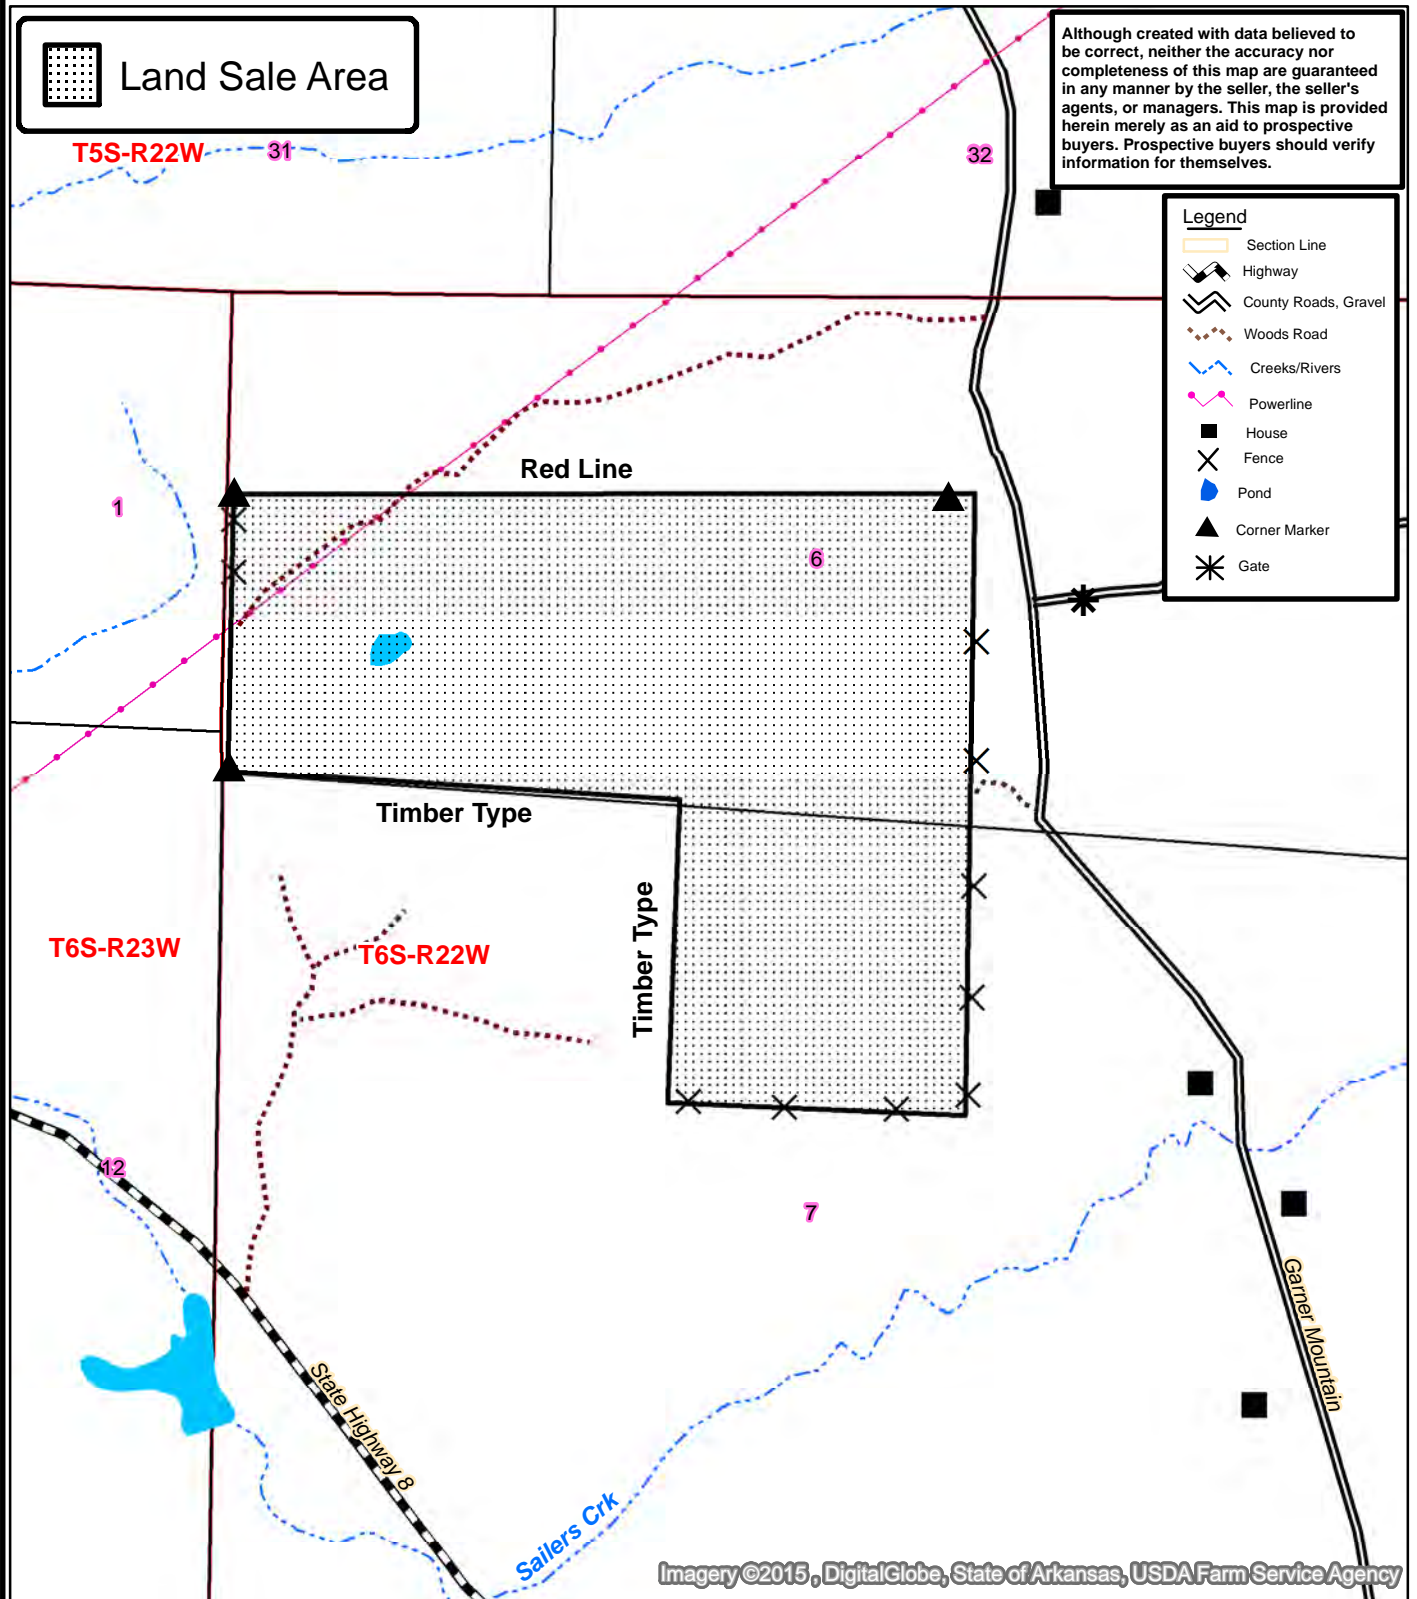 Land Sale Area
Although created with data believed to
be correct, neither the accuracy nor
completeness of this map are guaranteed
in any manner by the seller, the seller's
agents, or managers. This map is provided
herein merely as an aid to prospective
buyers. Prospective buyers should verify
information for themselves.
T5S-R22W
31
32
Legend
Section Line
Highway
County Roads, Gravel
Woods Road
Creeks/Rivers
Powerline
House
Fence
Pond
Corner Marker
Gate
Red Line
1
6
Timber Type
Timber Type
T6S-R23W
T6S-R22W
12
7
Garner Mountain
State Highway 8
Sailers Crk
Imagery ©2015 , DigitalGlobe, State of Arkansas, USDA Farm Service Agency